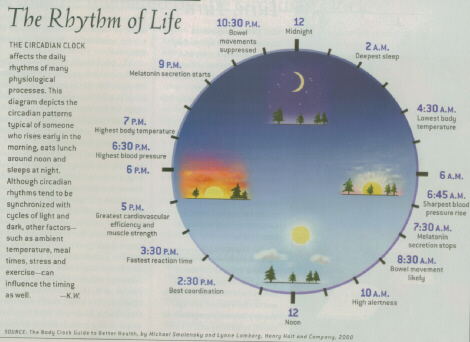 The Rhythm of Life
THE CIRCADIAN CLOCK
affects the daily
rhythms of many
physiological
processes. This
diagram depicts the
circadian patterns
typical of someone
who rises early in the
morning, eats lunch
around noon and
sleeps at night.
Although circadian
rhythms tend to be
synchronized with
cycles of light and
dark, other factors—
such as ambient
temperature, meal
times, stress and
exercise—can
influence the timing
as well. —K.W.
12
Midnight
2 A.M.
Deepest sleep
4:30 A.M.
Lowest body
temperature
6 A.M.
6:45 A.M.
Sharpest blood
pressure rise
7:30 A.M.
Melatonin
secretion stops
8:30 A.M.
Bowel movement
likely
10 A.M.
High alertness
12
Noon
2:30 P.M.
Best coordination
3:30 P.M.
Fastest reaction time
5 P.M.
Greatest cardiovascular
efficiency and
muscle strength
6 P.M.
6:30 P.M.
Highest blood pressure
7 P.M.
Highest body temperature
9 P.M.
Melatonin secretion starts
10:30 P.M.
Bowel
movements
suppressed
SOURCE: The Body Clock Guide to Better Health, by Michael Smolensky and Lynne Lamberg, Henry Holt and Company, 2000